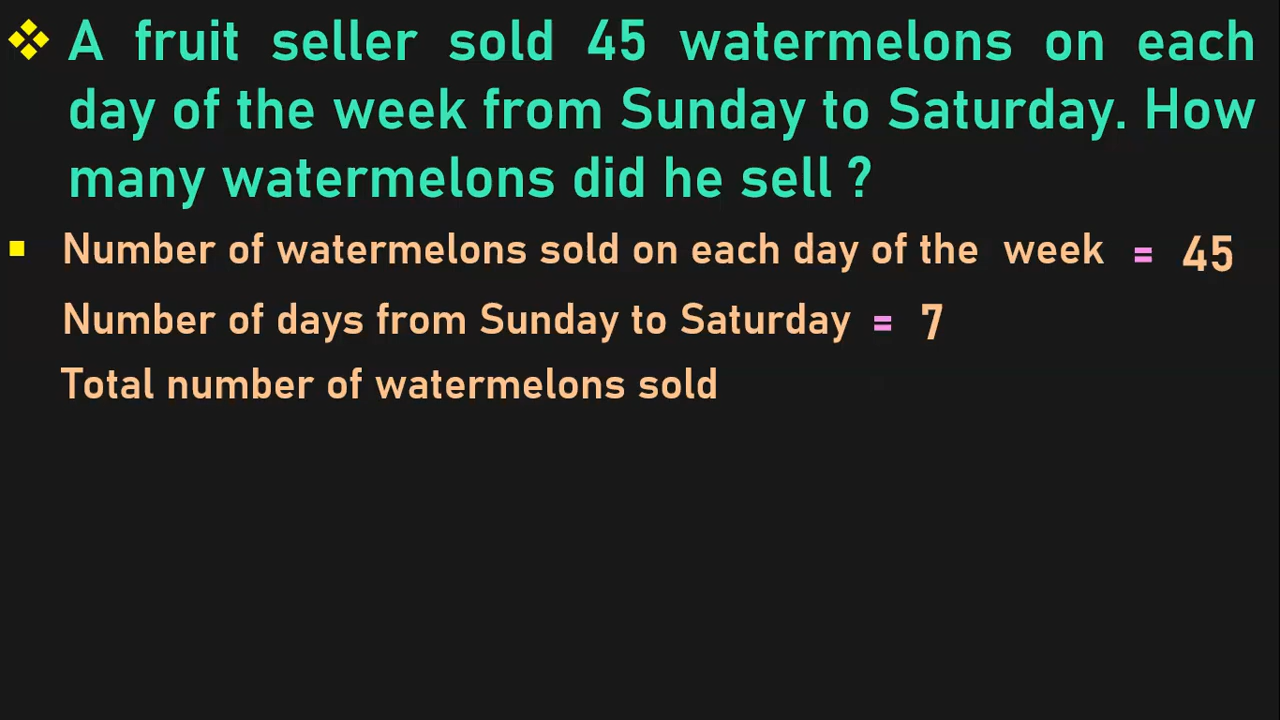 A fruit seller sold 45 watermelons on each
day of the week from Sunday to Saturday. How
many watermelons did he sell ?
Number of watermelons sold on each day of the week = 45
Number of days from Sunday to Saturday = 7
Total number of watermelons sold